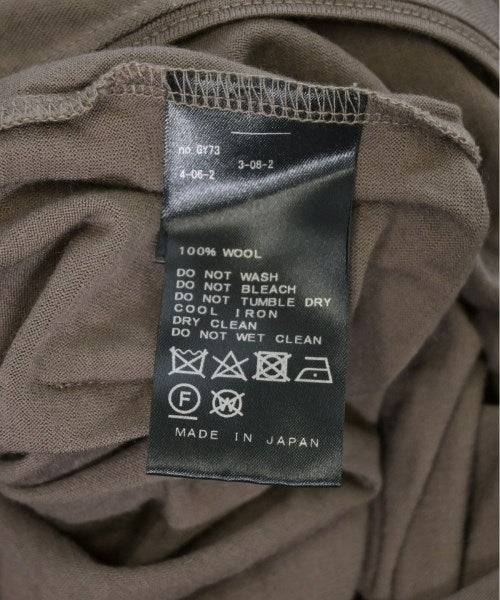 no.GY73
4-06-2 3-08-2
100% WOOL
DO NOT WASH
DO NOT BLEACH
DO NOT TUMBLE DRY
COOL IRON
DRY CLEAN
DO NOT WET CLEAN
F W
MADE IN JAPAN